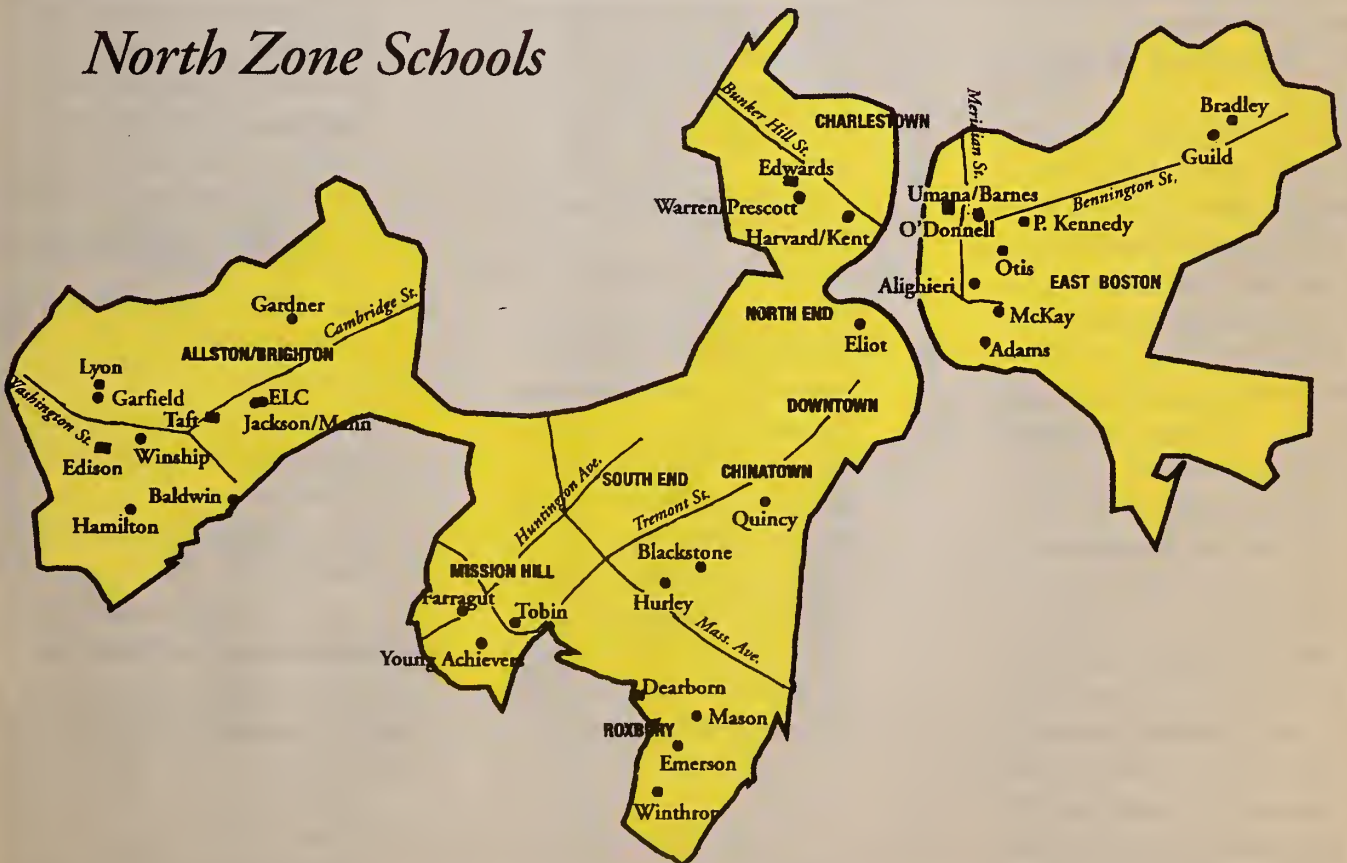 North Zone Schools
Bunker Hill St.
CHARLESTOWN
Edwards
Warren/Prescott
Harvard/Kent
Meridian St.
Bradley
Guild
Bennington St.
Umana/Barnes
O'Donnell
P. Kennedy
Otis
Alighieri
EAST BOSTON
McKay
Adams
Gardner
Cambridge St.
ALLSTON/BRIGHTON
Lyon
Garfield
Washington St.
Taft
ELC
Jackson/Mann
Edison
Winship
Baldwin
Hamilton
NORTH END
Eliot
DOWNTOWN
CHINATOWN
SOUTH END
Huntington Ave.
Tremont St.
Quincy
Blackstone
Hurley
Mass. Ave.
MISSION HILL
Farragut
Tobin
Young Achievers
Dearborn
Mason
ROXBURY
Emerson
Winthrop